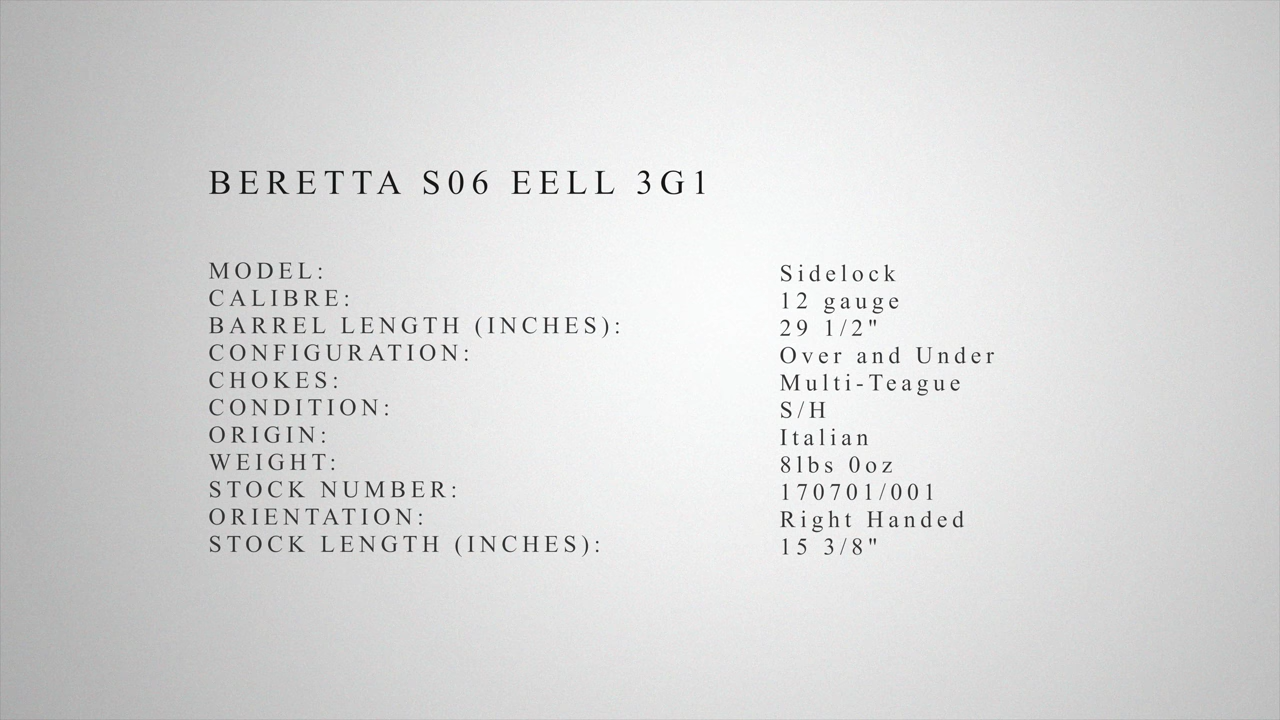 BERETTA S06 EELL 3G1
MODEL: Sidelock
CALIBRE: 12 gauge
BARREL LENGTH (INCHES): 29 1/2"
CONFIGURATION: Over and Under
CHOKES: Multi-Teague
CONDITION: S/H
ORIGIN: Italian
WEIGHT: 8lbs 0oz
STOCK NUMBER: 170701/001
ORIENTATION: Right Handed
STOCK LENGTH (INCHES): 15 3/8"